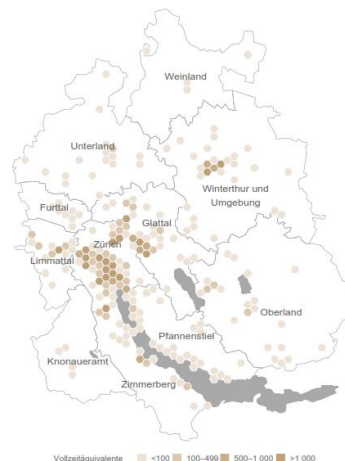 Weinland
Unterland
Winterthur und
Umgebung
Furttal
Glattal
Zürich
Limmattal
Oberland
Pfannenstiel
Knonaueramt
Zimmerberg
Vollzeitäquivalente <100 100–499 500–1 000 >1 000